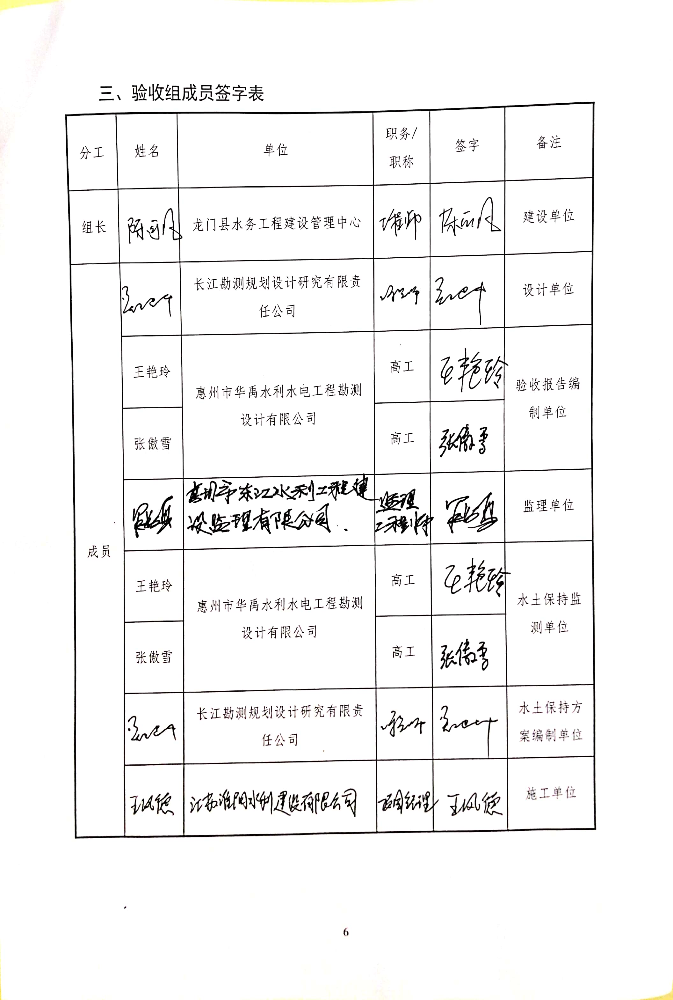 三、验收组成员签字表
分工 姓名 单位 职务/ 签字 备注
职称
组长 龙门县水务工程建设管理中心 工程师 建设单位
长江勘测规划设计研究有限责 设计单位
任公司
王艳玲 高工 王艳玲
惠州市华禹水利水电工程勘测 验收报告编
设计有限公司 制单位
张傲雪 高工 张傲雪
东江水利工程建 监理
设监理有限公司. 工程师 监理单位
成员
王艳玲 高工 王艳玲
惠州市华禹水利水电工程勘测 水土保持监
设计有限公司 测单位
张傲雪 高工 张傲雪
长江勘测规划设计研究有限责 水土保持方
任公司 案编制单位
王风德 江苏淮阴水利建设有限公司 项目经理 王风德 施工单位
6